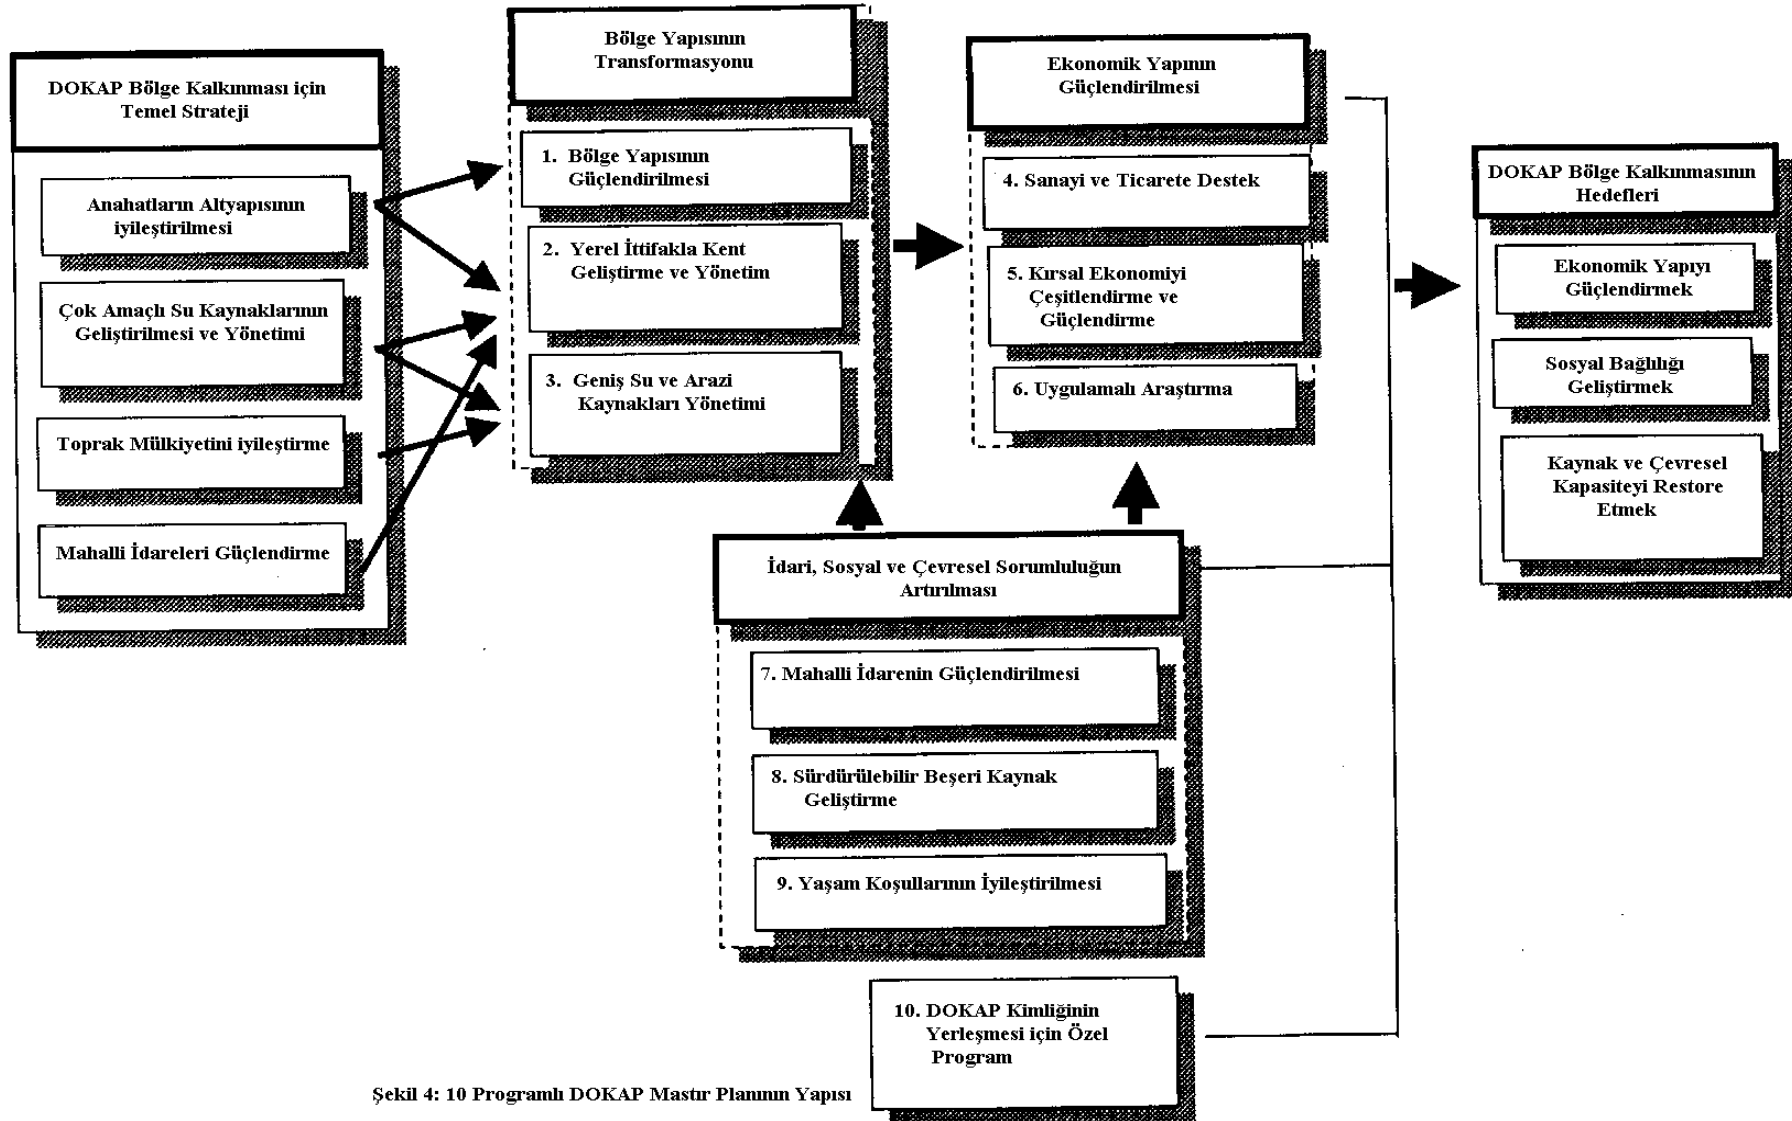 DOKAP Bölge Kalkınması için
Temel Strateji
Anahatların Altyapısının
iyileştirilmesi
Çok Amaçlı Su Kaynaklarının
Geliştirilmesi ve Yönetimi
Toprak Mülkiyetini iyileştirme
Mahalli İdareleri Güçlendirme
Bölge Yapısının
Transformasyonu
1. Bölge Yapısının
Güçlendirilmesi
2. Yerel İttifakla Kent
Geliştirme ve Yönetim
3. Geniş Su ve Arazi
Kaynakları Yönetimi
Ekonomik Yapının
Güçlendirilmesi
4. Sanayi ve Ticarete Destek
5. Kırsal Ekonomiyi
Çeşitlendirme ve
Güçlendirme
6. Uygulamalı Araştırma
İdari, Sosyal ve Çevresel Sorumluluğun
Artırılması
7. Mahalli İdarenin Güçlendirilmesi
8. Sürdürülebilir Beşeri Kaynak
Geliştirme
9. Yaşam Koşullarının İyileştirilmesi
10. DOKAP Kimliğinin
Yerleşmesi için Özel
Program
DOKAP Bölge Kalkınmasının
Hedefleri
Ekonomik Yapıyı
Güçlendirmek
Sosyal Bağlılığı
Geliştirmek
Kaynak ve Çevresel
Kapasiteyi Restore
Etmek
Şekil 4: 10 Programlı DOKAP Mastır Planının Yapısı